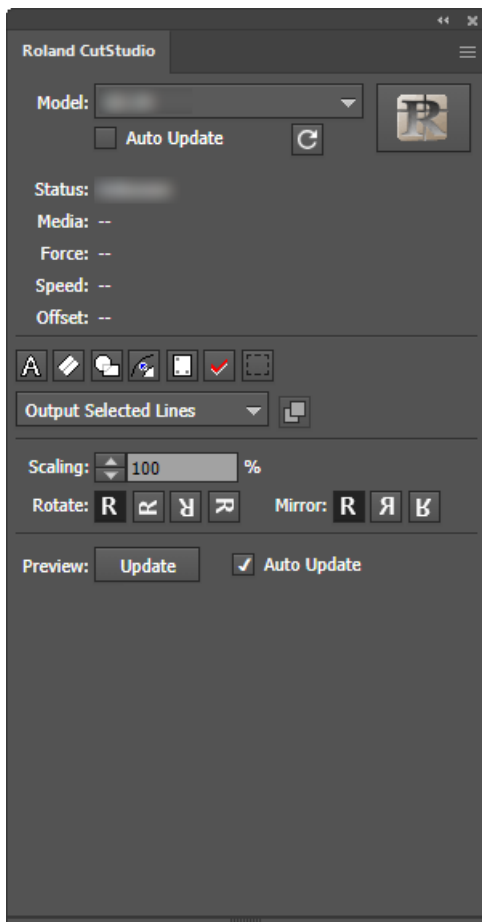 Roland CutStudio
Model:
Auto Update
Status:
Media: --
Force: --
Speed: --
Offset: --
A
Output Selected Lines
Scaling: 100 %
Rotate: R R R R Mirror: R R R
Preview: Update Auto Update